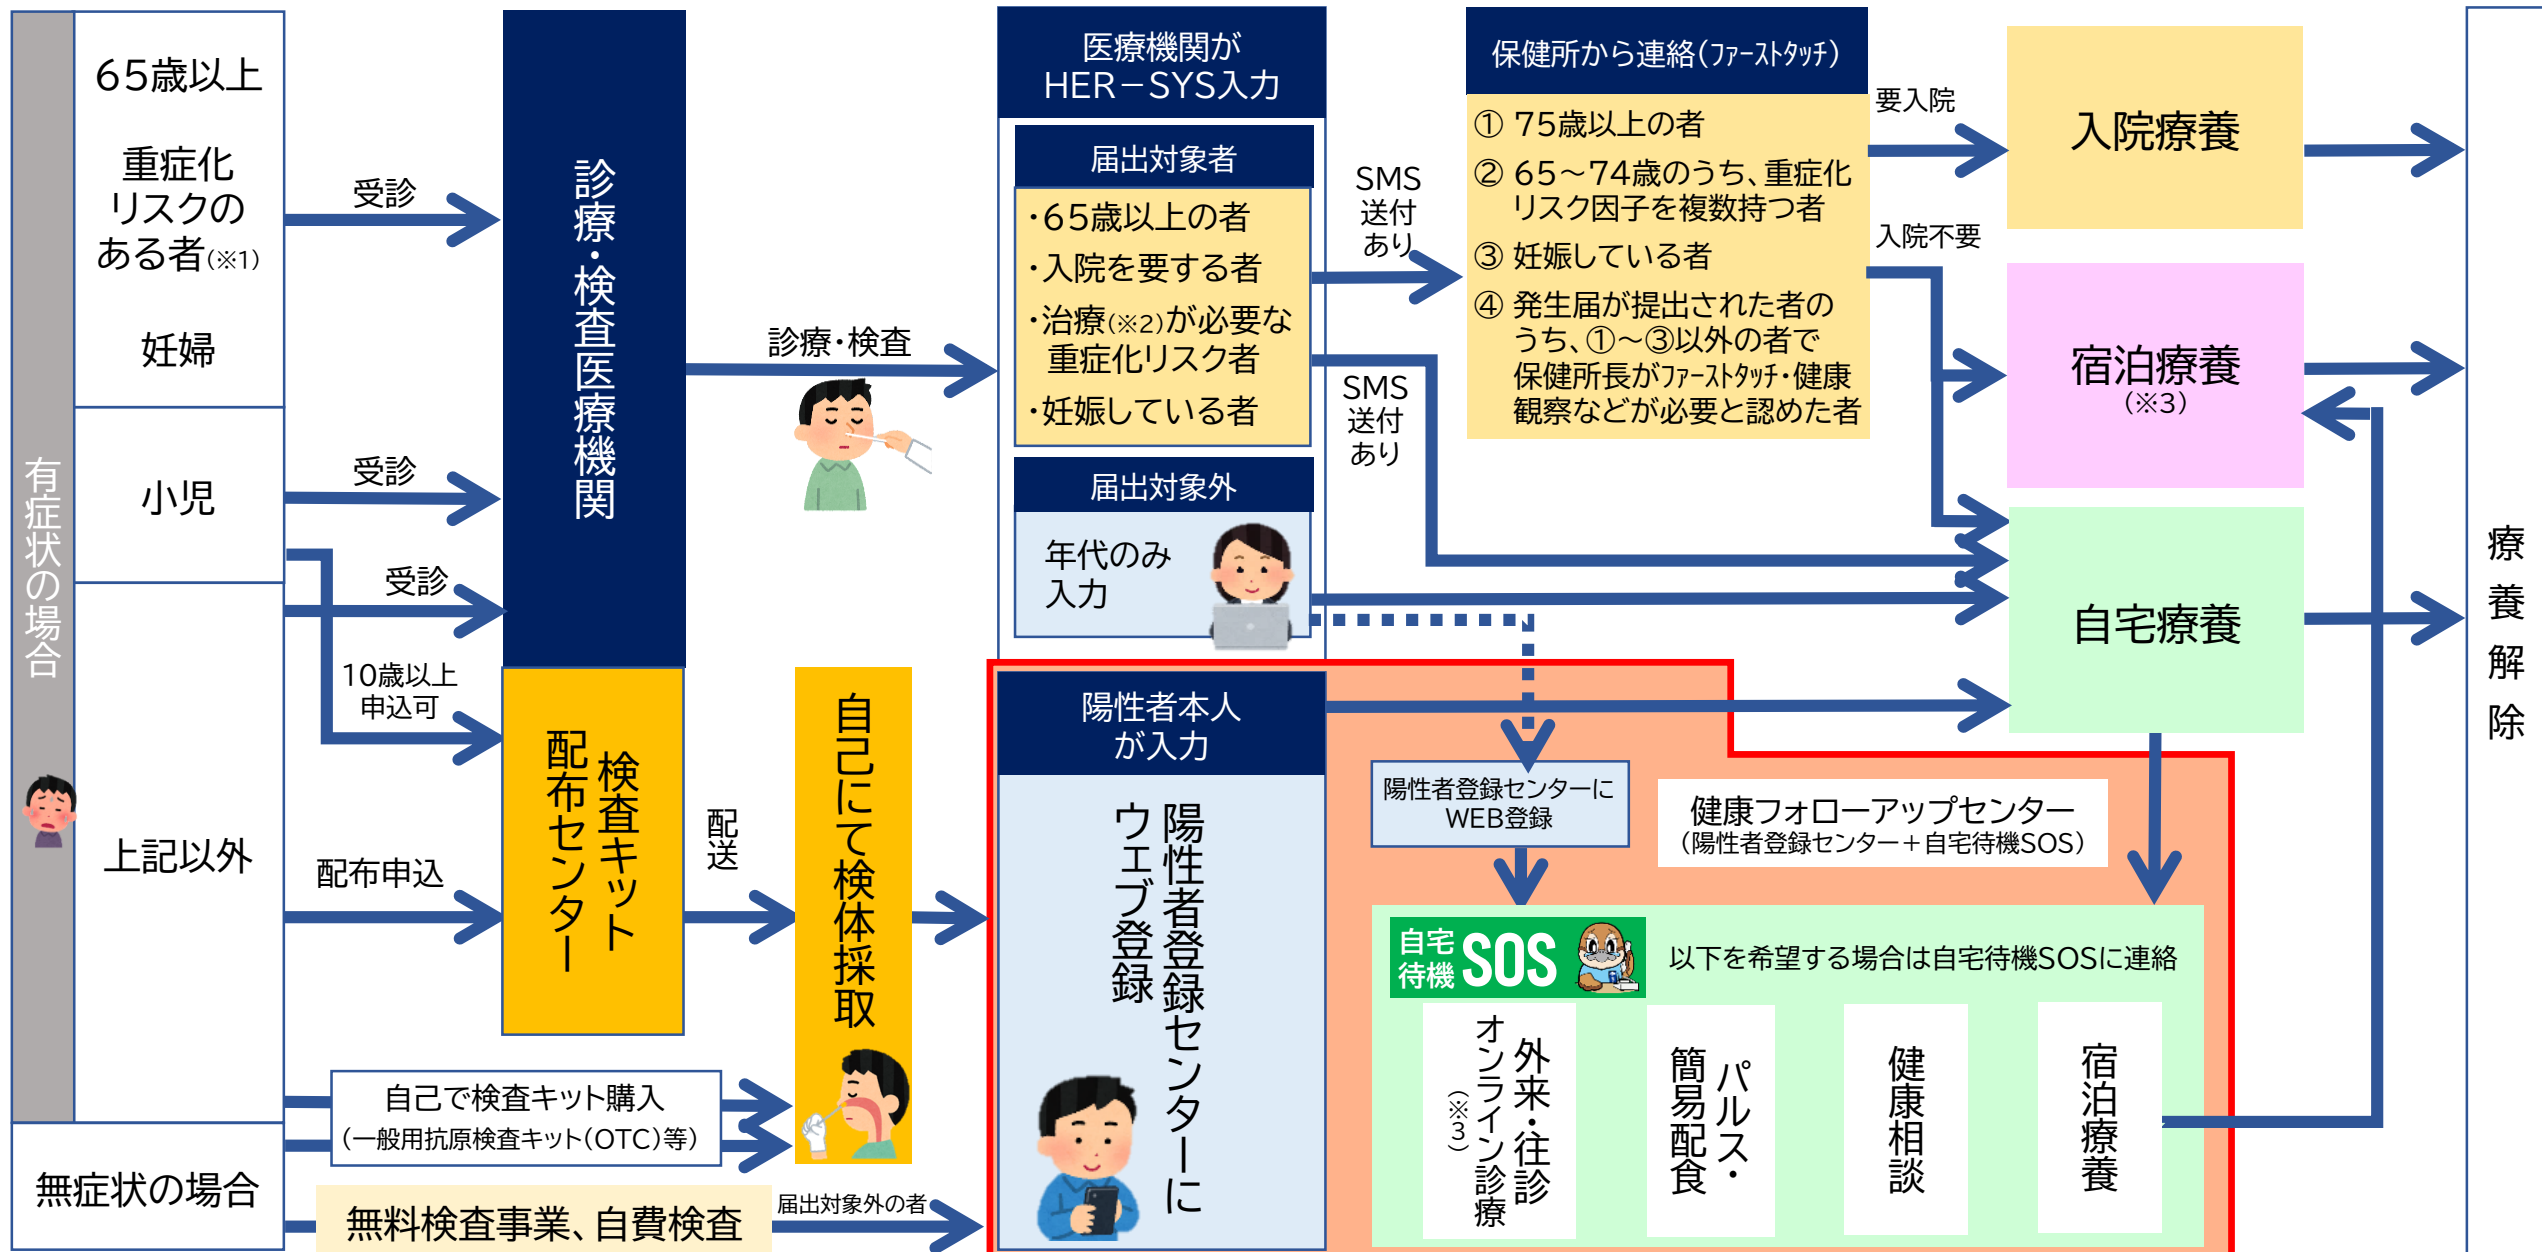 有症状の場合
65歳以上
重症化
リスクの
ある者(※1)
妊婦
小児
上記以外
無症状の場合
受診
受診
受診
10歳以上
申込可
配布申込
自己で検査キット購入
(一般用抗原検査キット(OTC)等)
無料検査事業、自費検査
届出対象外の者
診療・検査医療機関
検査キット
配布センター
配送
自己にて検体採取
診療・検査
医療機関が
HER－SYS入力
届出対象者
・65歳以上の者
・入院を要する者
・治療(※2)が必要な
重症化リスク者
・妊娠している者
届出対象外
年代のみ
入力
陽性者本人
が入力
陽性者登録センターに
ウェブ登録
SMS
送付
あり
SMS
送付
あり
保健所から連絡(ファーストタッチ)
① 75歳以上の者
② 65～74歳のうち、重症化
リスク因子を複数持つ者
③ 妊娠している者
④ 発生届が提出された者の
うち、①～③以外の者で
保健所長がファーストタッチ・健康
観察などが必要と認めた者
要入院
入院不要
入院療養
宿泊療養
(※3)
自宅療養
療養解除
陽性者登録センターに
WEB登録
健康フォローアップセンター
(陽性者登録センター＋自宅待機SOS)
自宅
待機
SOS
以下を希望する場合は自宅待機SOSに連絡
外来・往診
オンライン診療
(※3)
パルス・
簡易配食
健康相談
宿泊療養